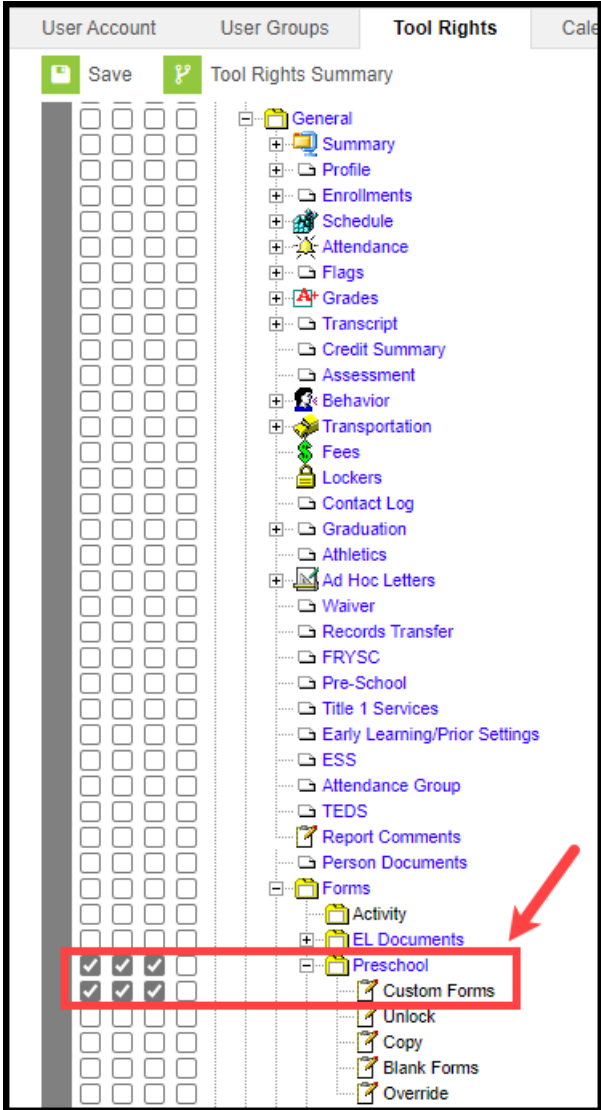 User Account User Groups Tool Rights Cale
Save Tool Rights Summary
General
Summary
Profile
Enrollments
Schedule
Attendance
Flags
A+ Grades
Transcript
Credit Summary
Assessment
Behavior
Transportation
$ Fees
Lockers
Contact Log
Graduation
Athletics
Ad Hoc Letters
Waiver
Records Transfer
FRYSC
Pre-School
Title 1 Services
Early Learning/Prior Settings
ESS
Attendance Group
TEDS
Report Comments
Person Documents
Forms
Activity
EL Documents
Preschool
Custom Forms
Unlock
Copy
Blank Forms
Override